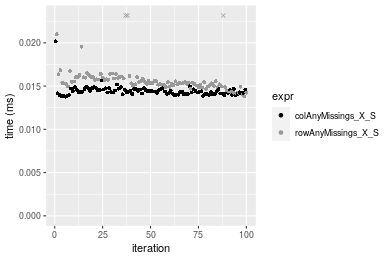 0.020
0.015
0.010
0.005
0.000
time (ms)
0 25 50 75 100
iteration
expr
colAnyMissings_X_S
rowAnyMissings_X_S